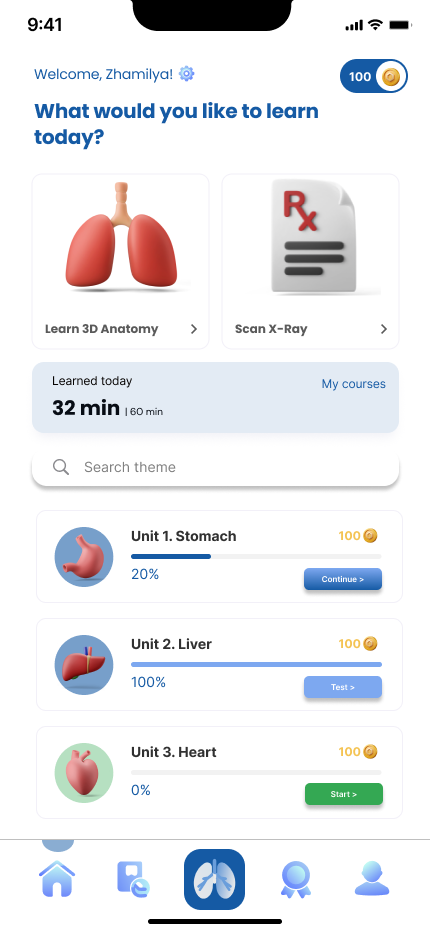 9:41
Welcome, Zhamilya!
100
What would you like to learn
today?
Rx
Learn 3D Anatomy >
Scan X-Ray >
Learned today
My courses
32 min | 60 min
Search theme
Unit 1. Stomach
100
20%
Continue >
Unit 2. Liver
100
100%
Test >
Unit 3. Heart
100
0%
Start >